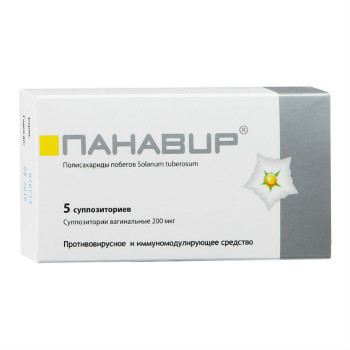 ПАНАВИР®
Полисахариды побегов Solanum tuberosum
5 суппозиториев
Суппозитории вагинальные 200 мкг
Противовирусное и иммуномодулирующее средство